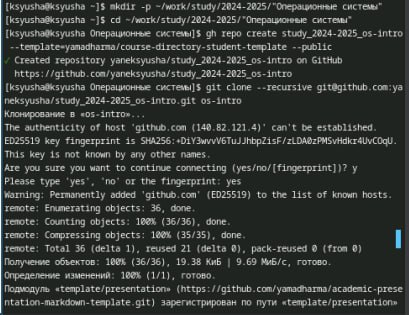 [ksyusha@ksyusha ~]$ mkdir -p ~/work/study/2024-2025/"Операционные системы"
[ksyusha@ksyusha ~]$ cd ~/work/study/2024-2025/"Операционные системы"
[ksyusha@ksyusha Операционные системы]$ gh repo create study_2024-2025_os-intro
--template=yamadharma/course-directory-student-template --public
✓ Created repository yaneksyusha/study_2024-2025_os-intro on GitHub
https://github.com/yaneksyusha/study_2024-2025_os-intro
[ksyusha@ksyusha Операционные системы]$ git clone --recursive git@github.com:ya
neksyusha/study_2024-2025_os-intro.git os-intro
Клонирование в «os-intro»...
The authenticity of host 'github.com (140.82.121.4)' can't be established.
ED25519 key fingerprint is SHA256:+DiY3wvvV6TuJJhbpZisF/zLDA0zPMSvHdkr4UvCOqU.
This key is not known by any other names.
Are you sure you want to continue connecting (yes/no/[fingerprint])? y
Please type 'yes', 'no' or the fingerprint: yes
Warning: Permanently added 'github.com' (ED25519) to the list of known hosts.
remote: Enumerating objects: 36, done.
remote: Counting objects: 100% (36/36), done.
remote: Compressing objects: 100% (35/35), done.
remote: Total 36 (delta 1), reused 21 (delta 0), pack-reused 0 (from 0)
Получение объектов: 100% (36/36), 19.38 КиБ | 9.69 МиБ/с, готово.
Определение изменений: 100% (1/1), готово.
Подмодуль «template/presentation» (https://github.com/yamadharma/academic-prese
ntation-markdown-template.git) зарегистрирован по пути «template/presentation»